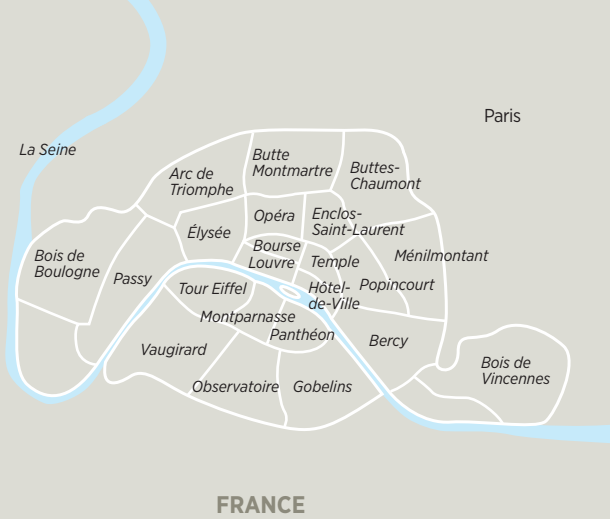 Paris
La Seine
Butte
Montmartre
Buttes-
Chaumont
Arc de
Triomphe
Opéra
Enclos-
Saint-Laurent
Élysée
Bourse
Louvre
Temple
Ménilmontant
Bois de
Boulogne
Passy
Tour Eiffel
Hôtel-
de-Ville
Popincourt
Montparnasse
Panthéon
Bercy
Vaugirard
Bois de
Vincennes
Observatoire
Gobelins
FRANCE